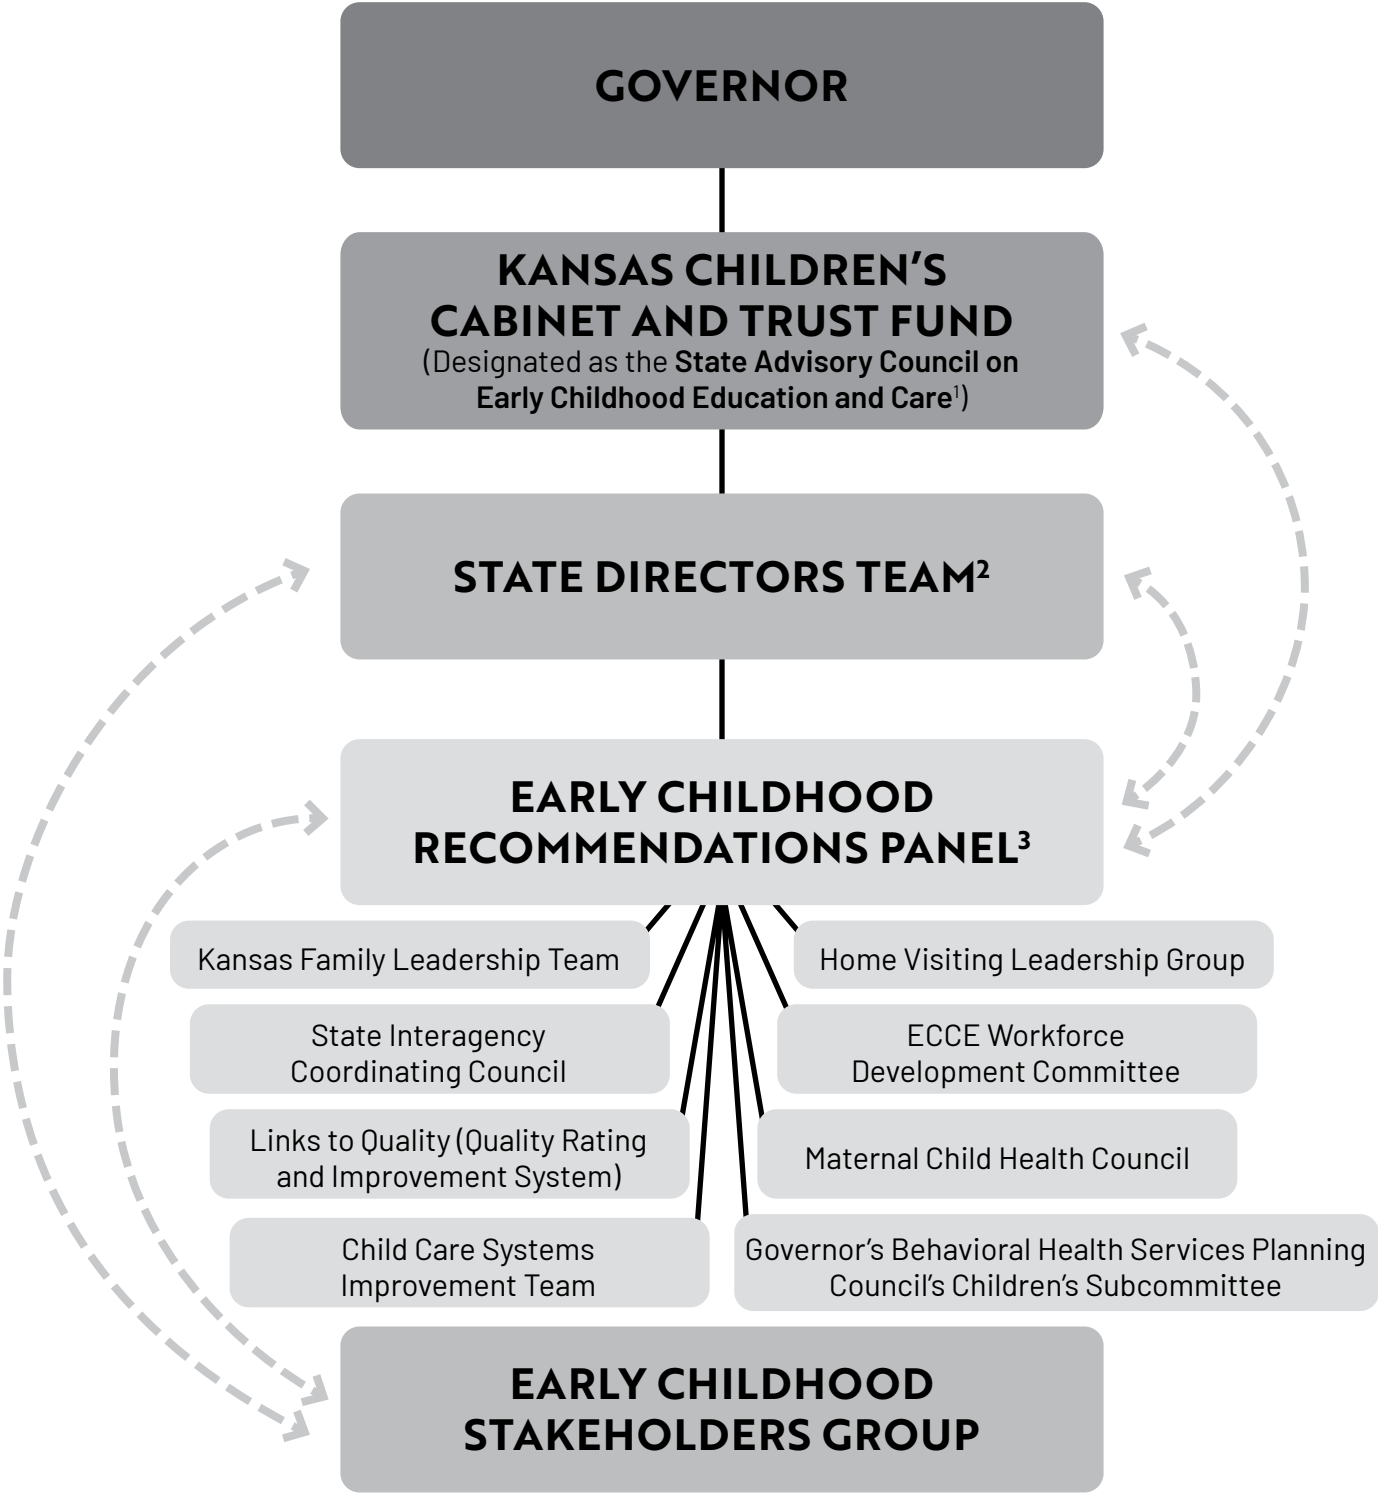 GOVERNOR
KANSAS CHILDREN’S
CABINET AND TRUST FUND
(Designated as the State Advisory Council on
Early Childhood Education and Care¹)
STATE DIRECTORS TEAM²
EARLY CHILDHOOD
RECOMMENDATIONS PANEL³
Kansas Family Leadership Team
Home Visiting Leadership Group
State Interagency
Coordinating Council
ECCE Workforce
Development Committee
Links to Quality (Quality Rating
and Improvement System)
Maternal Child Health Council
Child Care Systems
Improvement Team
Governor’s Behavioral Health Services Planning
Council’s Children’s Subcommittee
EARLY CHILDHOOD
STAKEHOLDERS GROUP